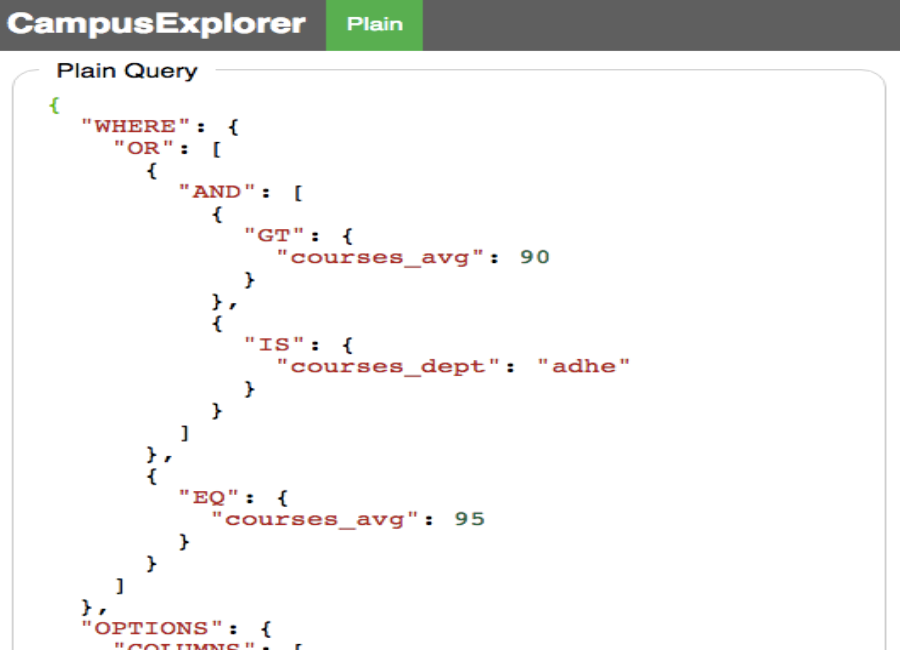 CampusExplorer Plain
Plain Query
{
"WHERE": {
"OR": [
{
"AND": [
{
"GT": {
"courses_avg": 90
}
},
{
"IS": {
"courses_dept": "adhe"
}
}
]
},
{
"EQ": {
"courses_avg": 95
}
}
]
},
"OPTIONS": {
"COLUMNS": [